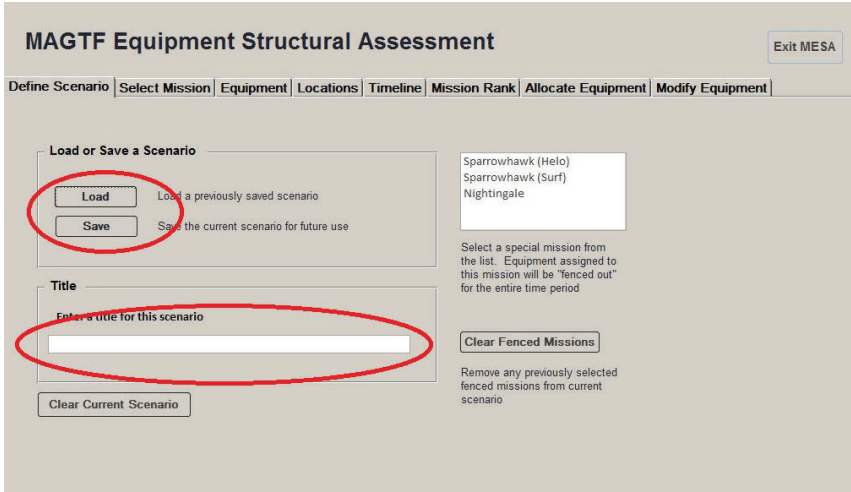 MAGTF Equipment Structural Assessment
Exit MESA
Define Scenario Select Mission Equipment Locations Timeline Mission Rank Allocate Equipment Modify Equipment
Load or Save a Scenario
Load Load a previously saved scenario
Save Save the current scenario for future use
Title
Enter a title for this scenario
Clear Current Scenario
Sparrowhawk (Helo)
Sparrowhawk (Surf)
Nightingale
Select a special mission from
the list. Equipment assigned to
this mission will be "fenced out"
for the entire time period
Clear Fenced Missions
Remove any previously selected
fenced missions from current
scenario